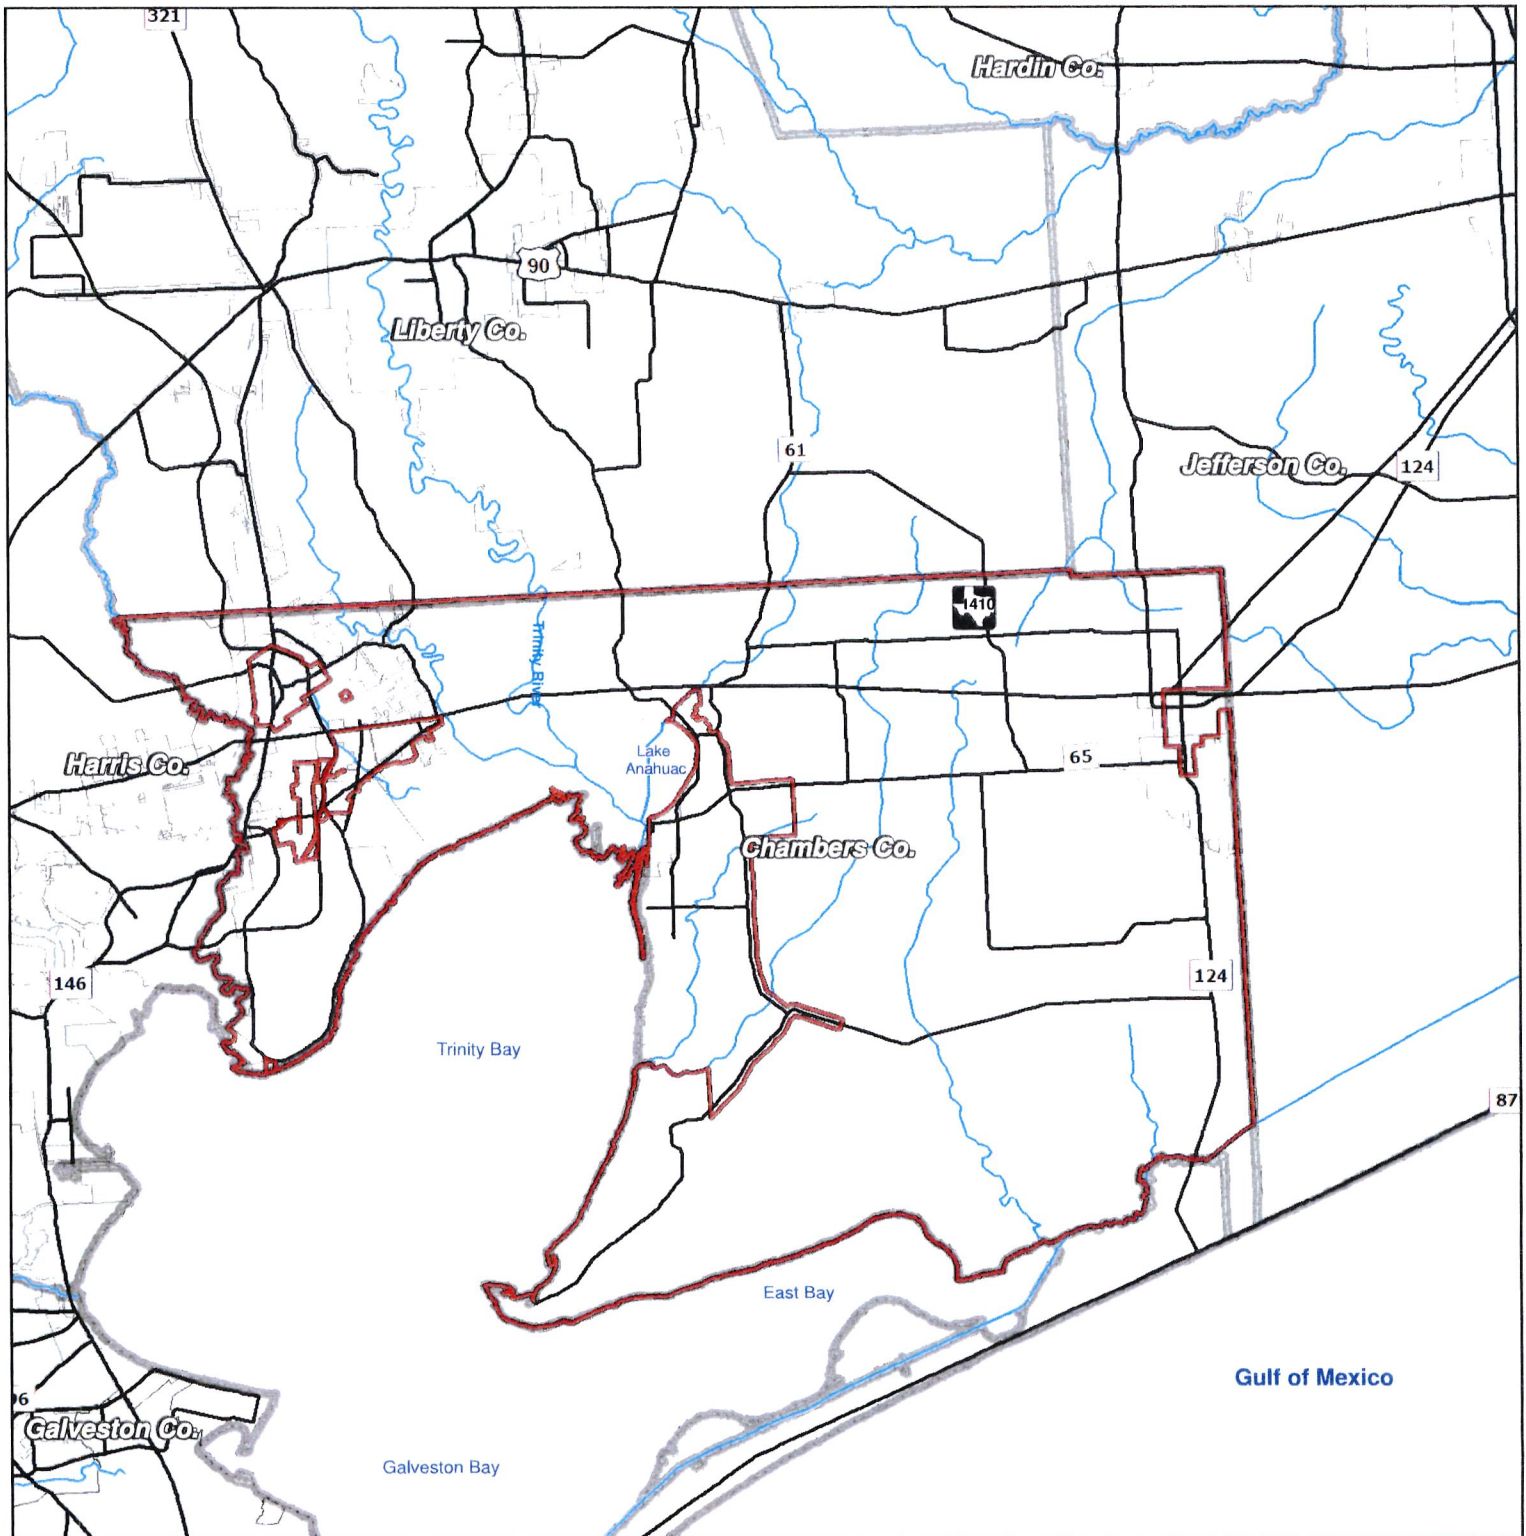 321
Hardin Co.
90
Liberty Co.
61
Jefferson Co.
124
1410
Trinity River
Harris Co.
Lake
Anahuac
65
Chambers Co.
146
124
Trinity Bay
87
East Bay
Gulf of Mexico
96
Galveston Co.
Galveston Bay